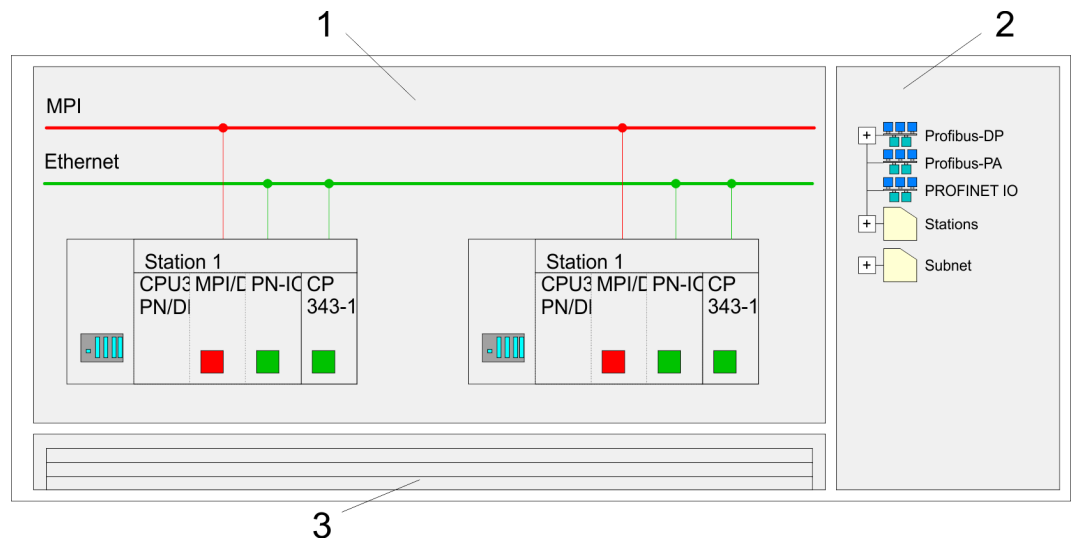 1
2
MPI
Ethernet
Profibus-DP
Profibus-PA
PROFINET IO
Stations
Subnet
Station 1
CPU3 MPI/D PN-IO CP
PN/DI 343-1
Station 1
CPU3 MPI/D PN-IO CP
PN/DI 343-1
3